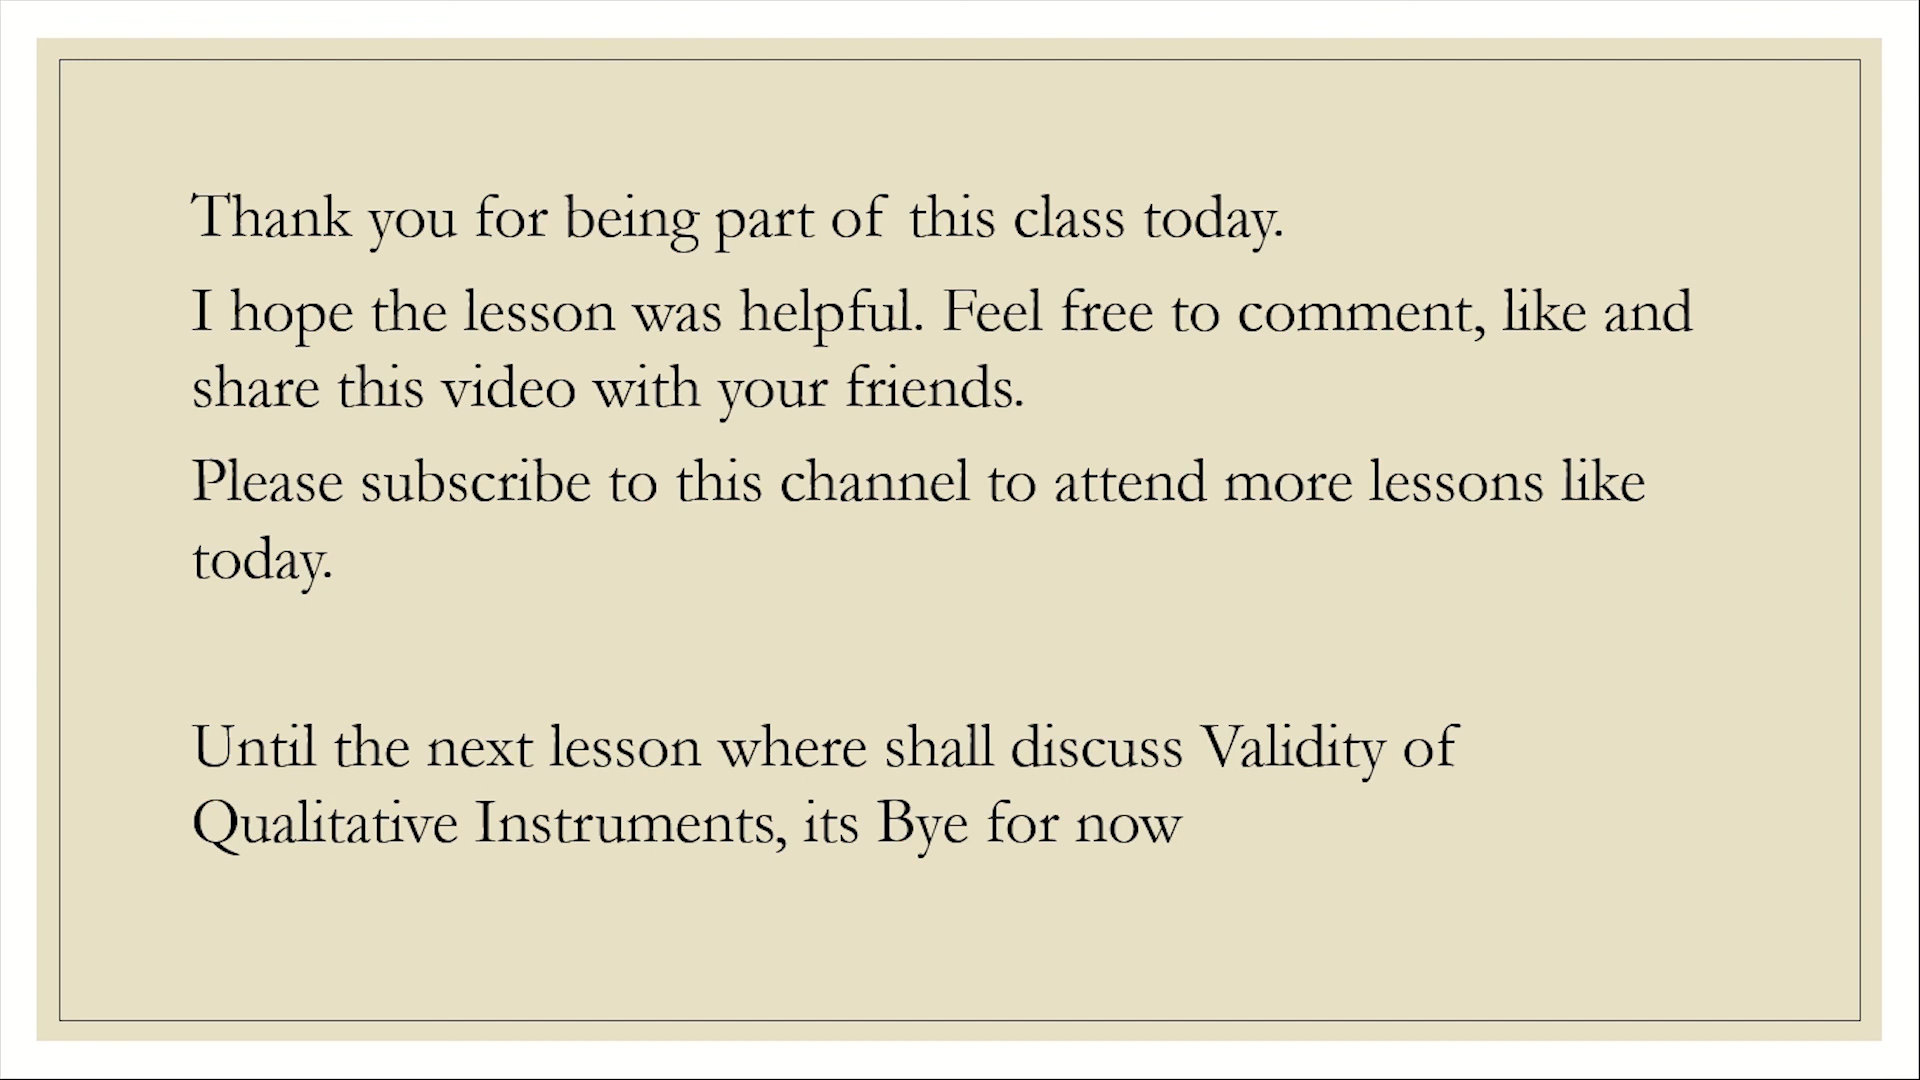 Thank you for being part of this class today.
I hope the lesson was helpful. Feel free to comment, like and
share this video with your friends.
Please subscribe to this channel to attend more lessons like
today.
Until the next lesson where shall discuss Validity of
Qualitative Instruments, its Bye for now